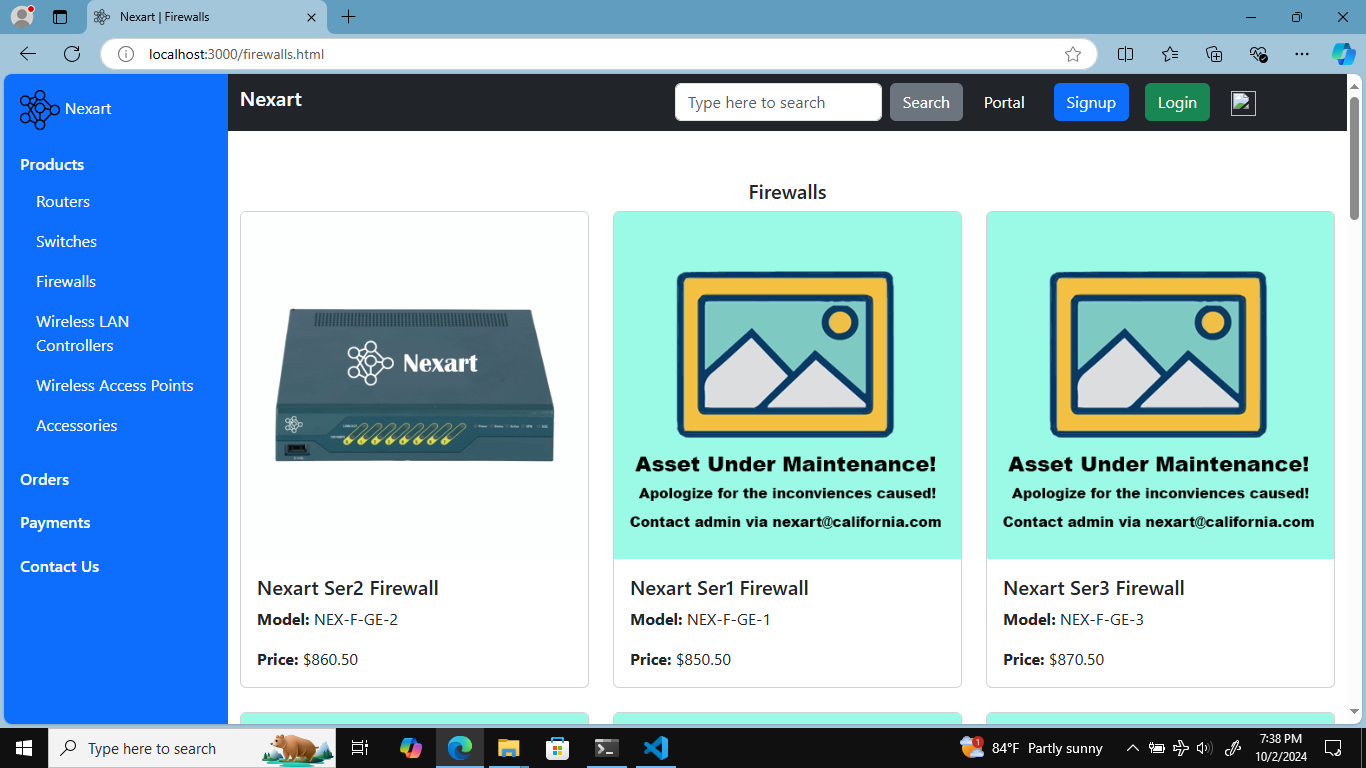 Nexart | Firewalls
localhost:3000/firewalls.html
Nexart
Products
Routers
Switches
Firewalls
Wireless LAN
Controllers
Wireless Access Points
Accessories
Orders
Payments
Contact Us
Nexart
Type here to search
Search
Portal
Signup
Login
Firewalls
Nexart
Nexart Ser2 Firewall
Model: NEX-F-GE-2
Price: $860.50
Asset Under Maintenance!
Apologize for the inconviences caused!
Contact admin via nexart@california.com
Nexart Ser1 Firewall
Model: NEX-F-GE-1
Price: $850.50
Asset Under Maintenance!
Apologize for the inconviences caused!
Contact admin via nexart@california.com
Nexart Ser3 Firewall
Model: NEX-F-GE-3
Price: $870.50
Type here to search
1
84°F Partly sunny
7:38 PM
10/2/2024